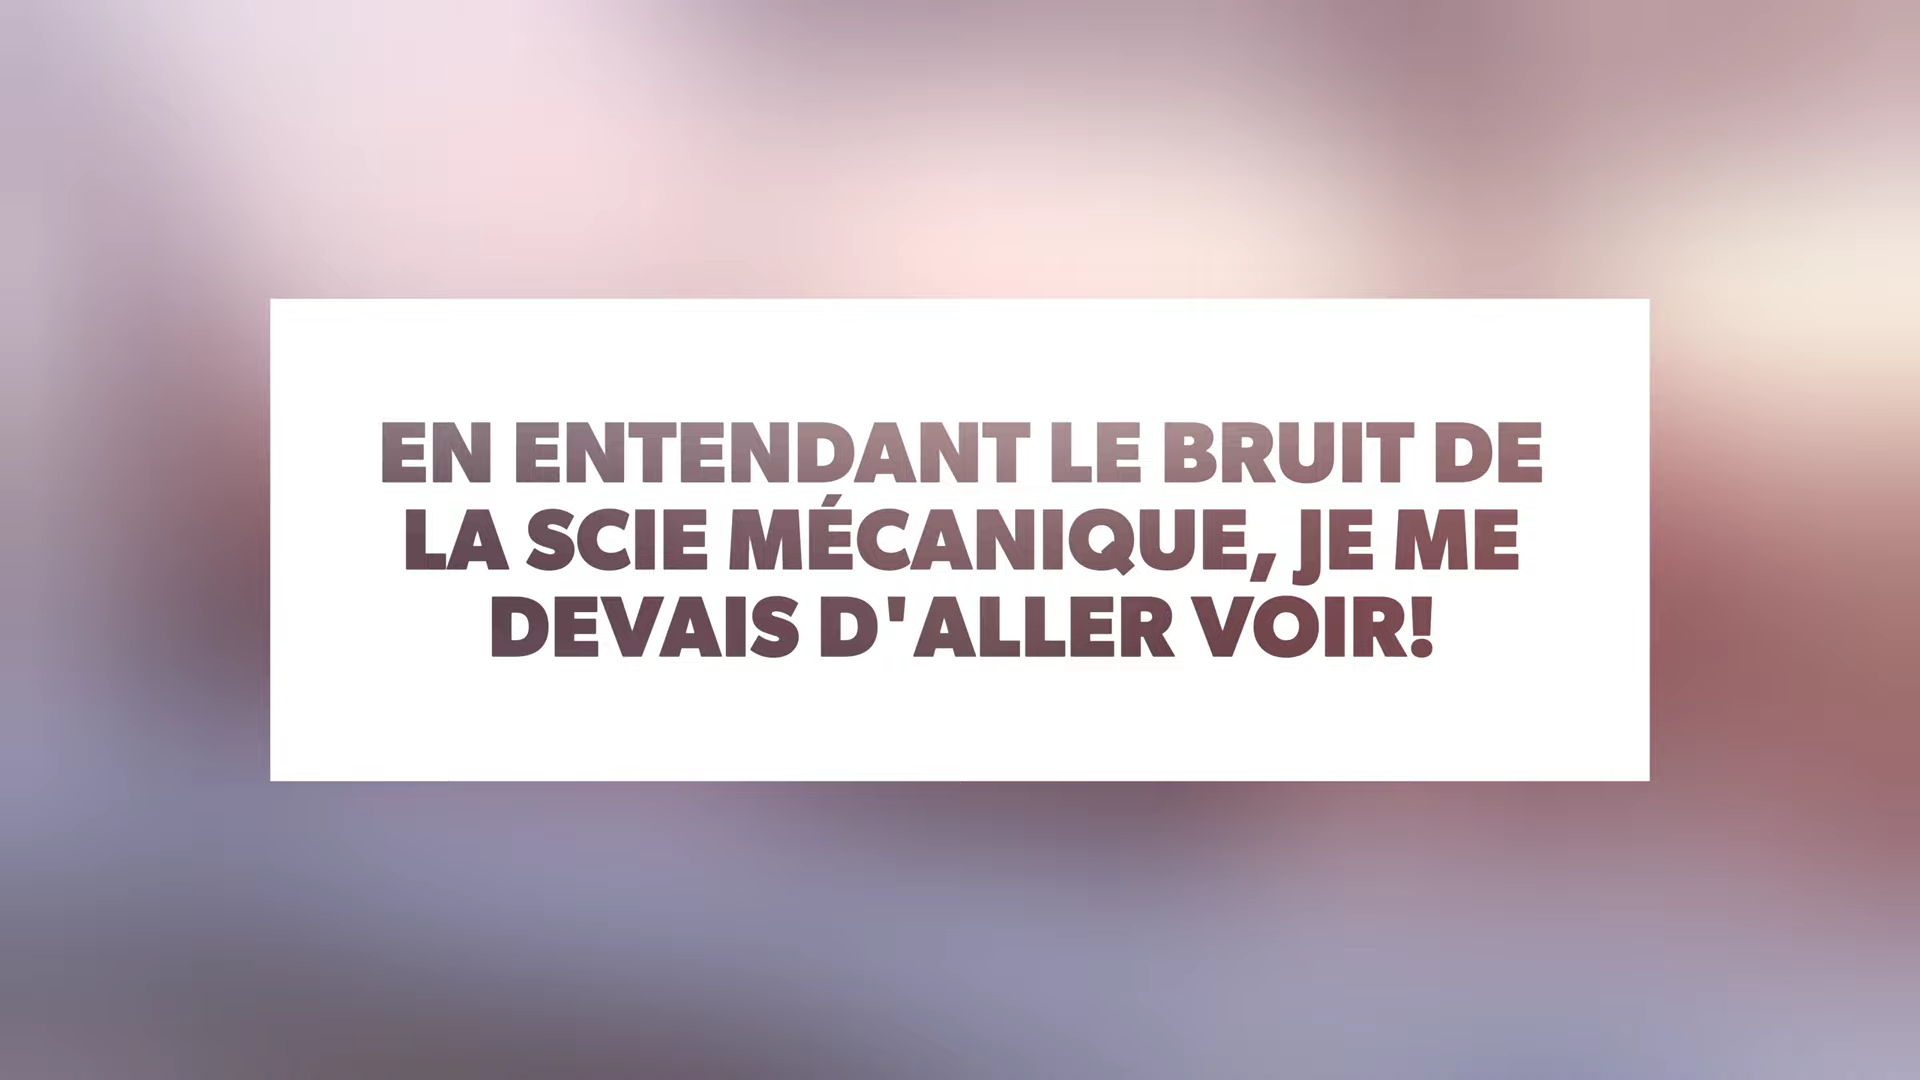 EN ENTENDANT LE BRUIT DE
LA SCIE MÉCANIQUE, JE ME
DEVAIS D'ALLER VOIR!